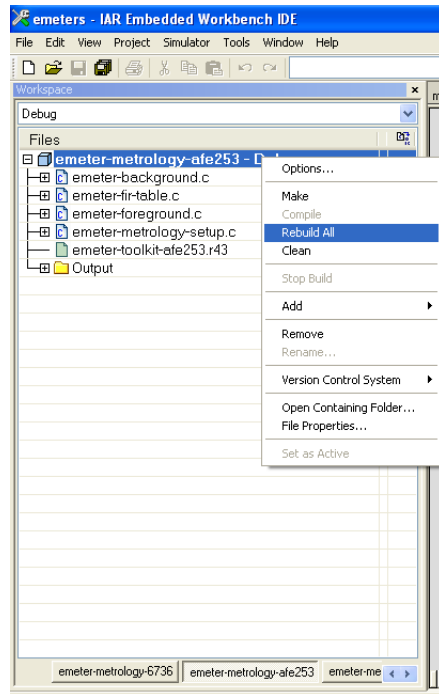 emeters - IAR Embedded Workbench IDE
File Edit View Project Simulator Tools Window Help
Workspace
Debug
Files
emeter-metrology-afe253 - D
emeter-background.c
emeter-fir-table.c
emeter-foreground.c
emeter-metrology-setup.c
emeter-toolkit-afe253.r43
Output
Options...
Make
Compile
Rebuild All
Clean
Stop Build
Add
Remove
Rename...
Version Control System
Open Containing Folder...
File Properties...
Set as Active
emeter-metrology-6736 emeter-metrology-afe253 emeter-me